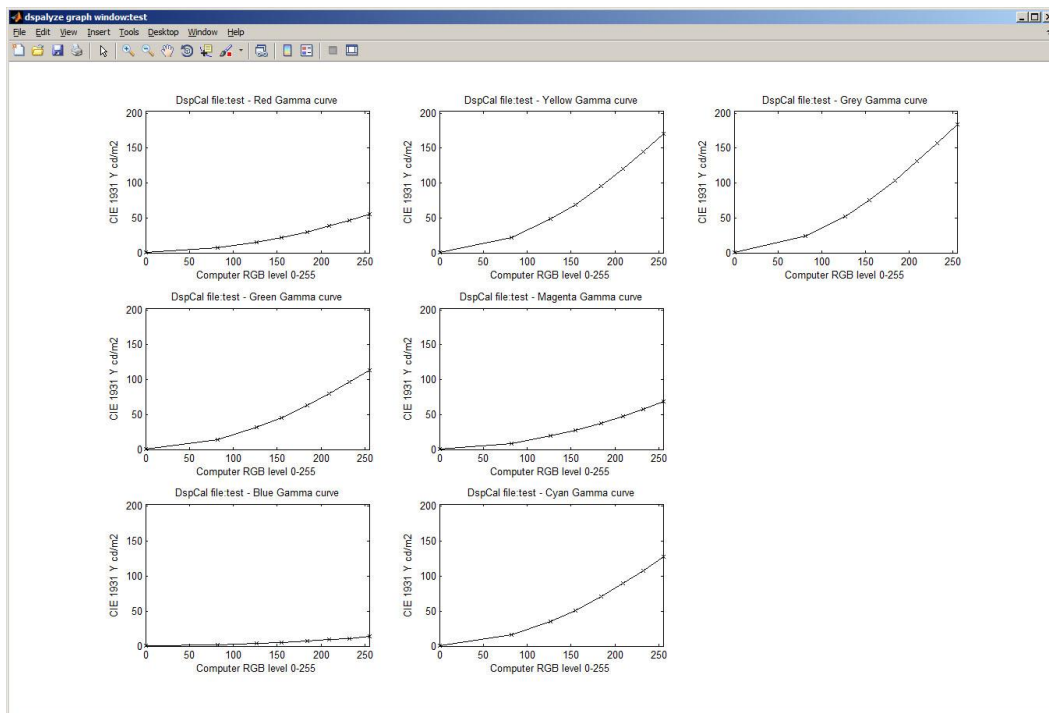 dspalyze graph window:test
File Edit View Insert Tools Desktop Window Help
DspCal file:test - Red Gamma curve
200
150
100
50
0
CIE 1931 Y cd/m2
0 50 100 150 200 250
Computer RGB level 0-255
DspCal file:test - Yellow Gamma curve
200
150
100
50
0
CIE 1931 Y cd/m2
0 50 100 150 200 250
Computer RGB level 0-255
DspCal file:test - Grey Gamma curve
200
150
100
50
0
CIE 1931 Y cd/m2
0 50 100 150 200 250
Computer RGB level 0-255
DspCal file:test - Green Gamma curve
200
150
100
50
0
CIE 1931 Y cd/m2
0 50 100 150 200 250
Computer RGB level 0-255
DspCal file:test - Magenta Gamma curve
200
150
100
50
0
CIE 1931 Y cd/m2
0 50 100 150 200 250
Computer RGB level 0-255
DspCal file:test - Blue Gamma curve
200
150
100
50
0
CIE 1931 Y cd/m2
0 50 100 150 200 250
Computer RGB level 0-255
DspCal file:test - Cyan Gamma curve
200
150
100
50
0
CIE 1931 Y cd/m2
0 50 100 150 200 250
Computer RGB level 0-255